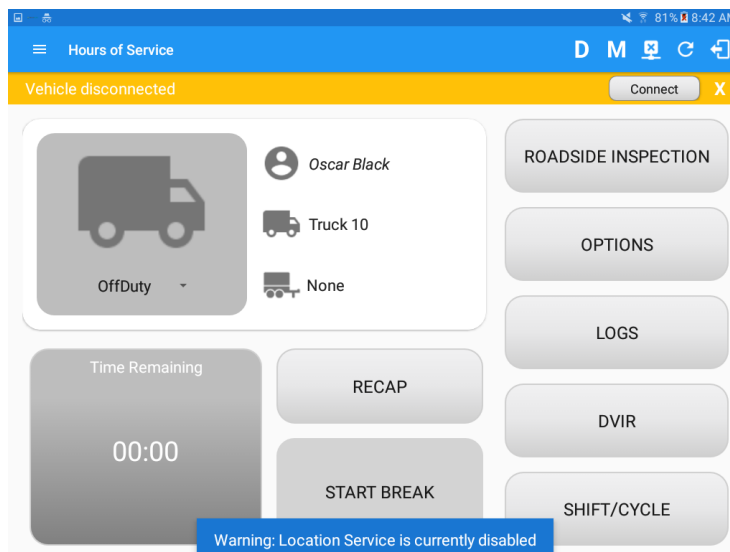 81% 8:42 AM
Hours of Service
D M
Vehicle disconnected
Connect
X
Oscar Black
Truck 10
None
OffDuty
ROADSIDE INSPECTION
OPTIONS
LOGS
DVIR
SHIFT/CYCLE
Time Remaining
00:00
RECAP
START BREAK
Warning: Location Service is currently disabled